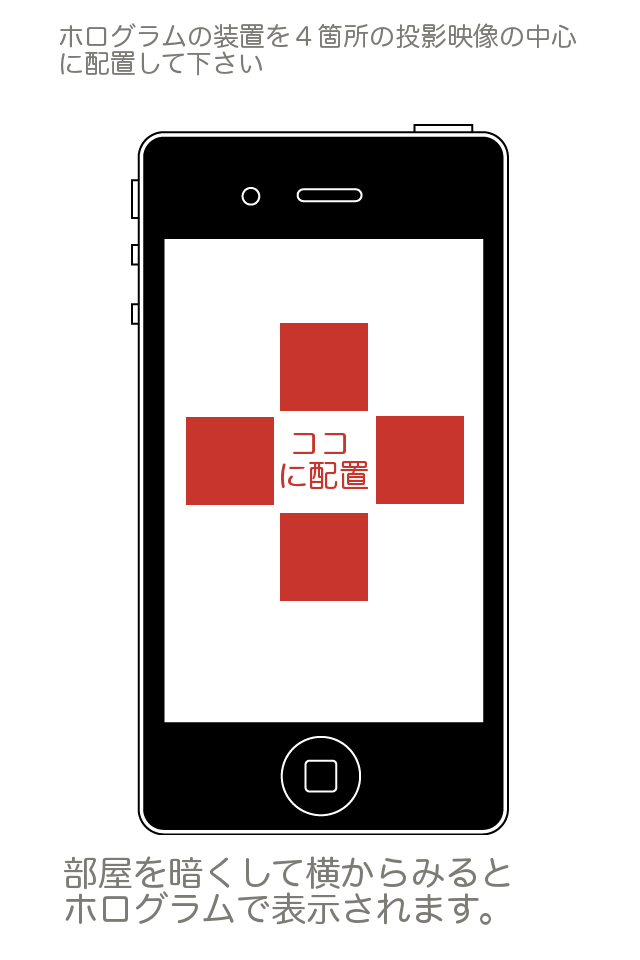 ホログラムの装置を４箇所の投影映像の中心
に配置して下さい
ココ
に配置
部屋を暗くして横からみると
ホログラムで表示されます。